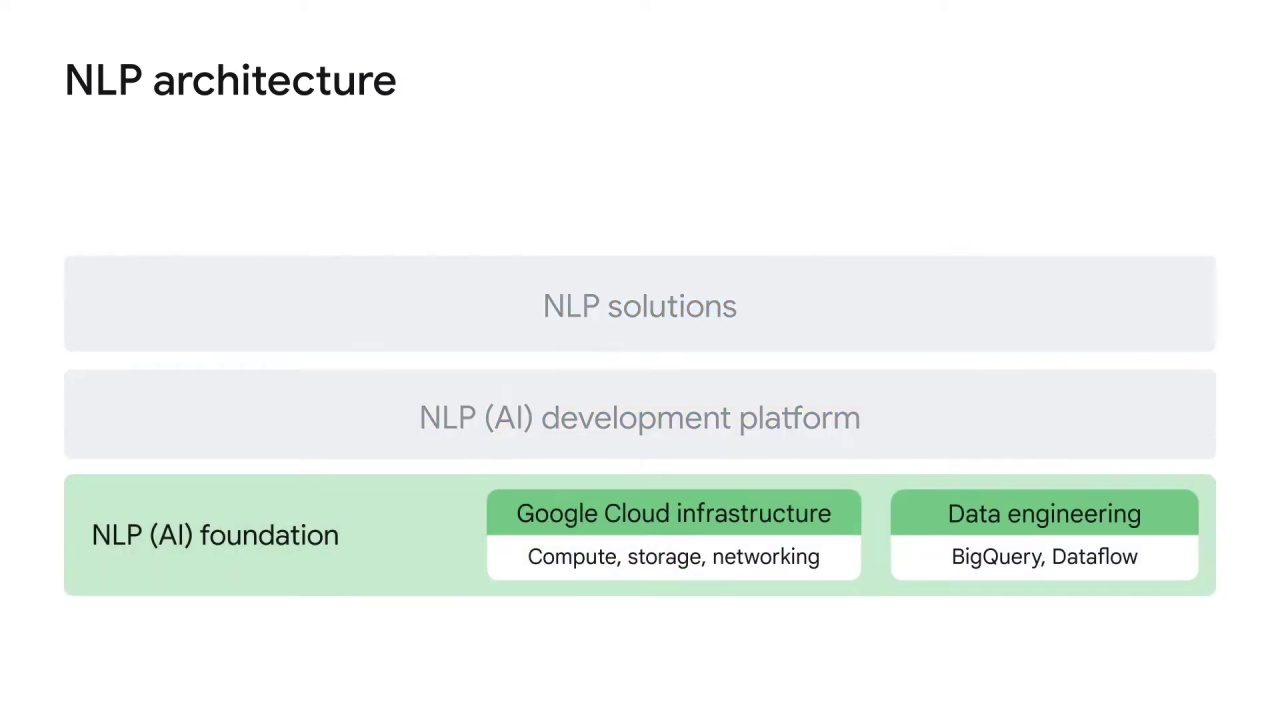 NLP architecture
NLP solutions
NLP (AI) development platform
NLP (AI) foundation
Google Cloud infrastructure
Compute, storage, networking
Data engineering
BigQuery, Dataflow